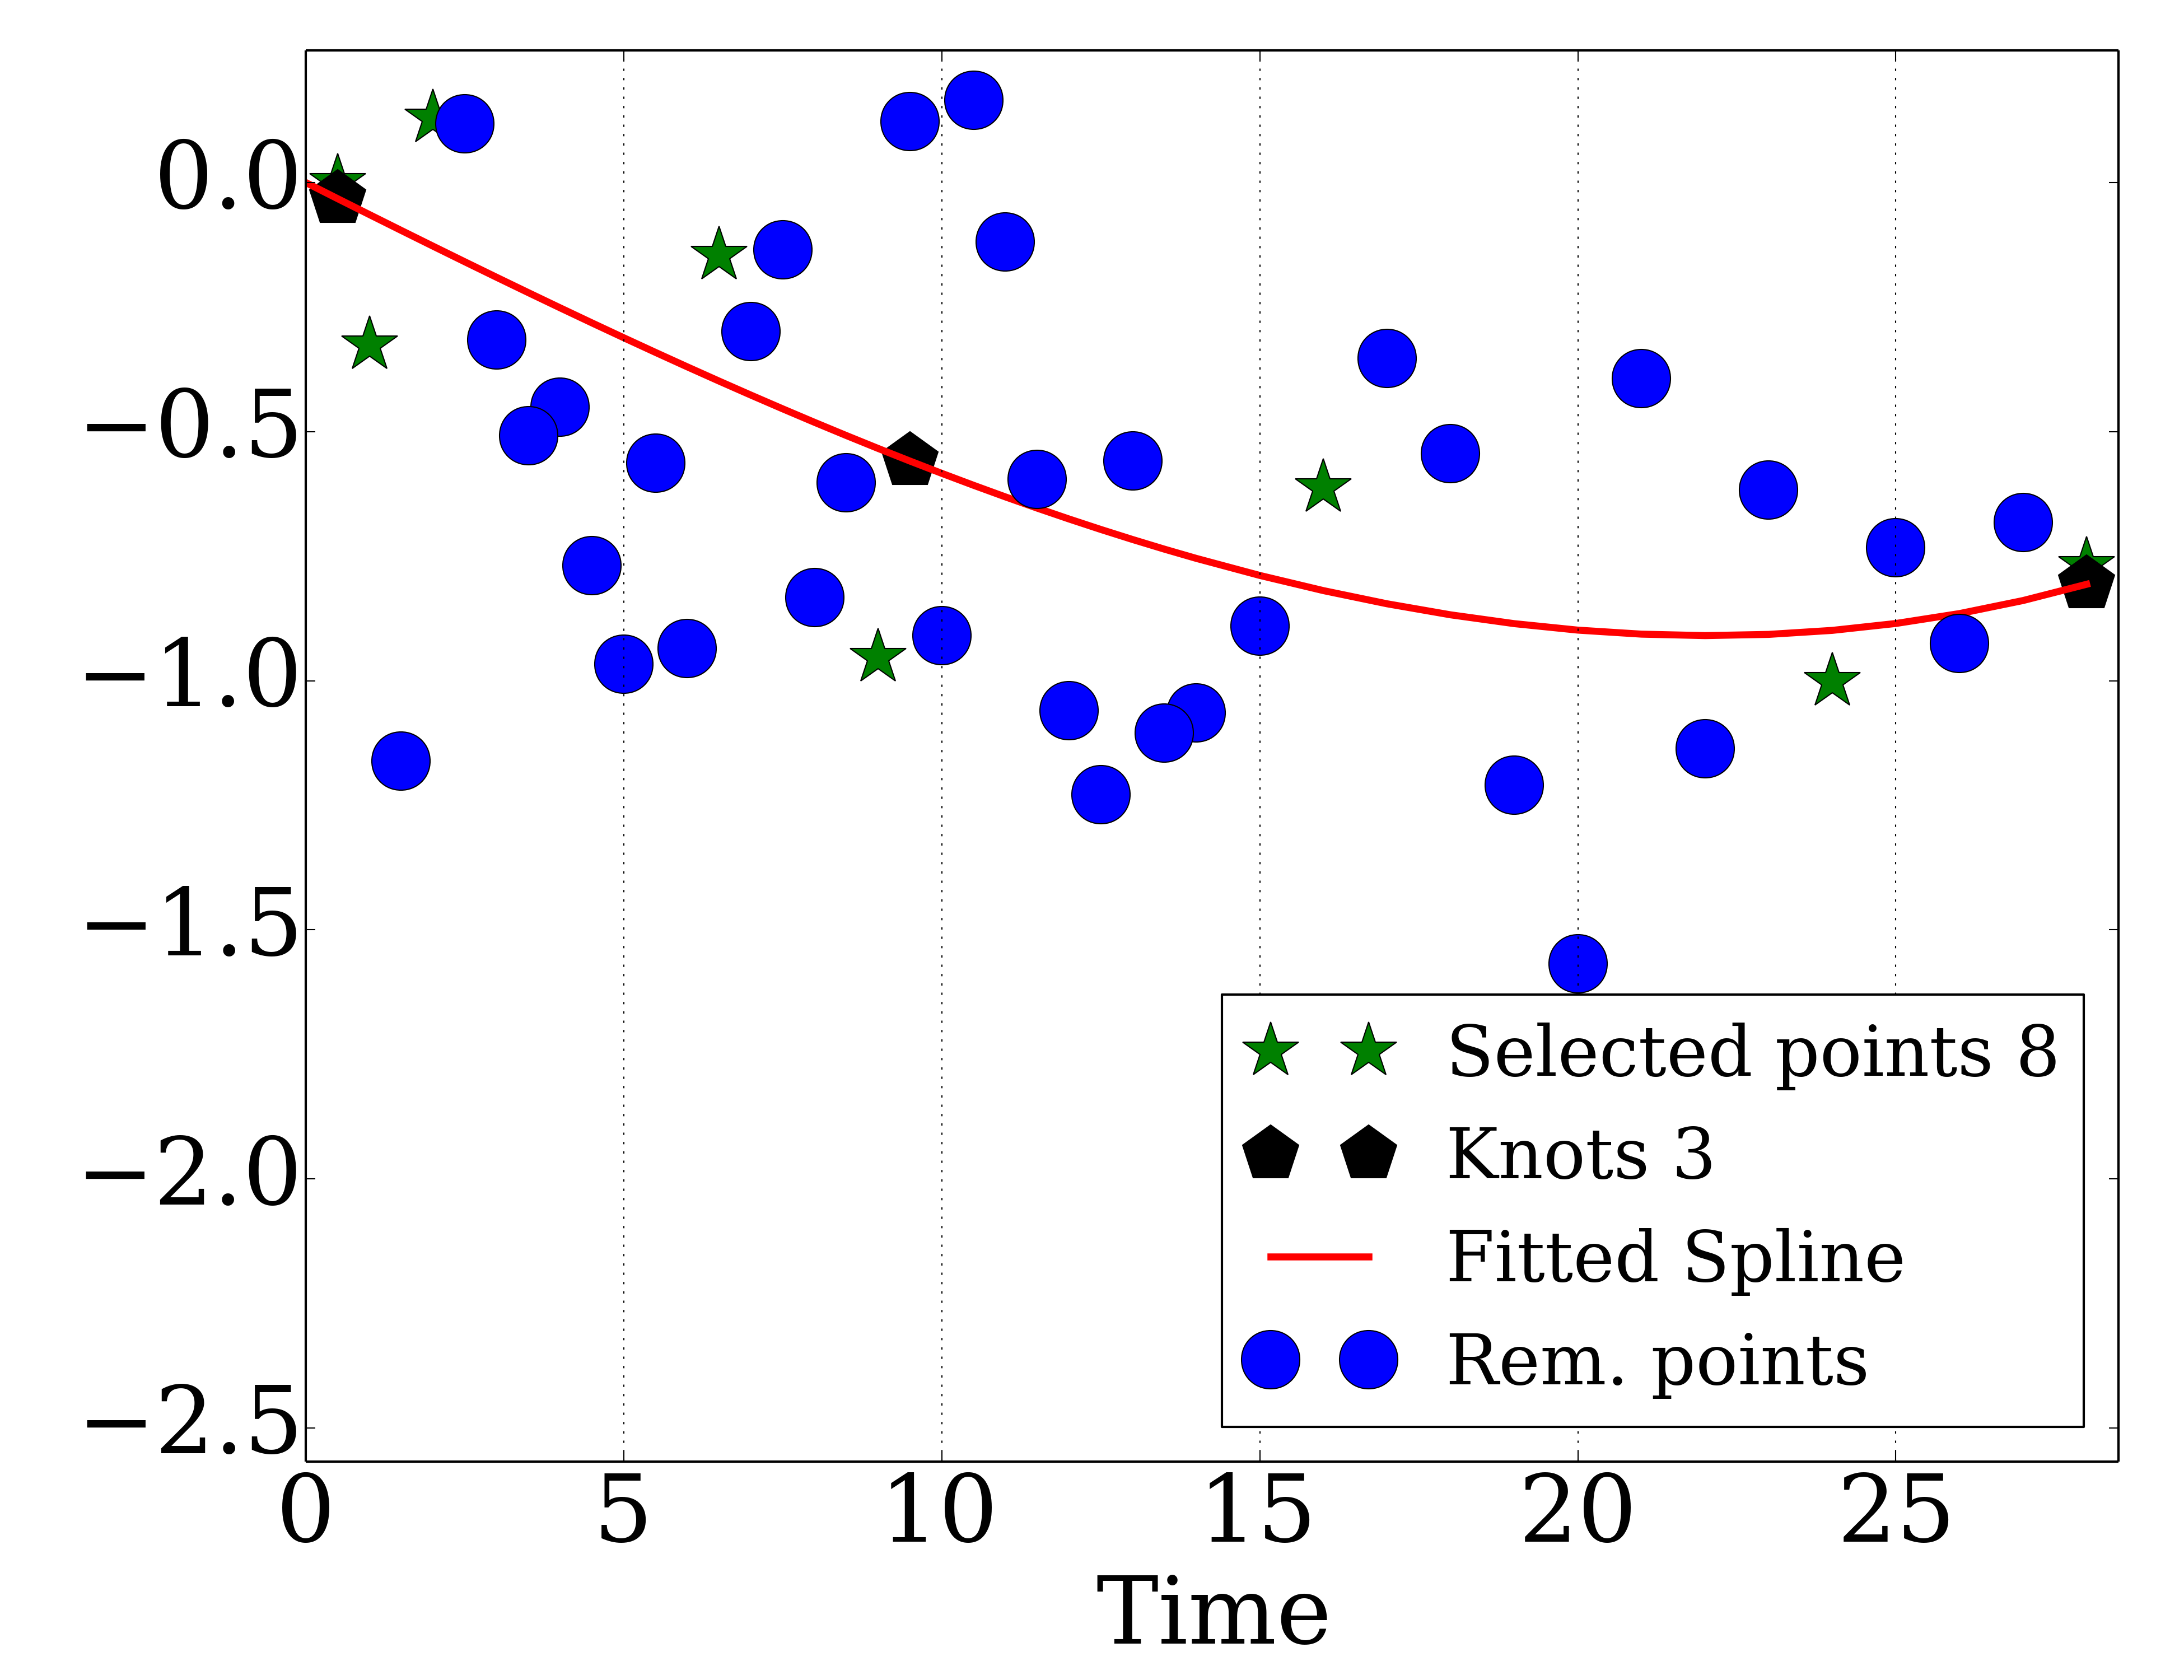 0.0
−0.5
−1.0
−1.5
−2.0
−2.5
0 5 10 15 20 25
Time
Selected points 8
Knots 3
Fitted Spline
Rem. points